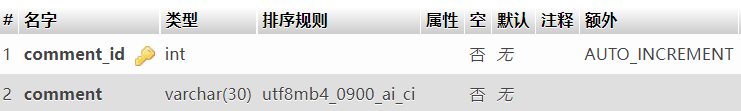 # 名字 类型 排序规则 属性 空 默认 注释 额外
1 comment_id int 否 无 AUTO_INCREMENT
2 comment varchar(30) utf8mb4_0900_ai_ci 否 无